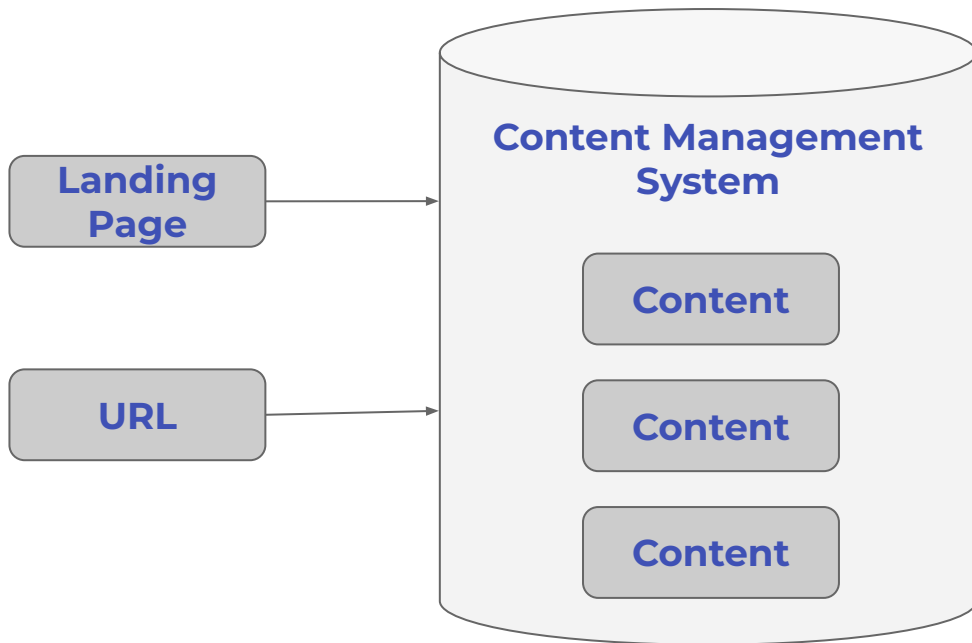 Content Management
System
Landing
Page
Content
URL
Content
Content